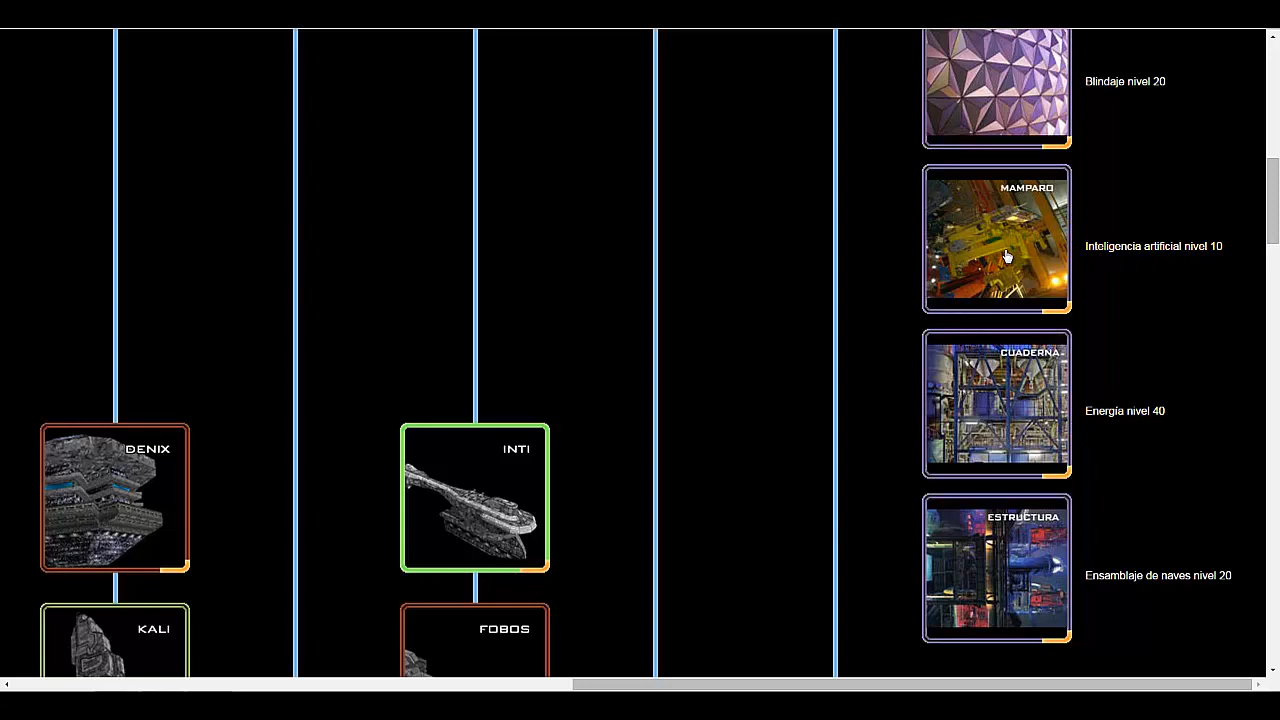 Blindaje nivel 20
MAMPARO
Inteligencia artificial nivel 10
CUADERNA
Energía nivel 40
DENIX
INTI
ESTRUCTURA
Ensamblaje de naves nivel 20
KALI
FOBOS